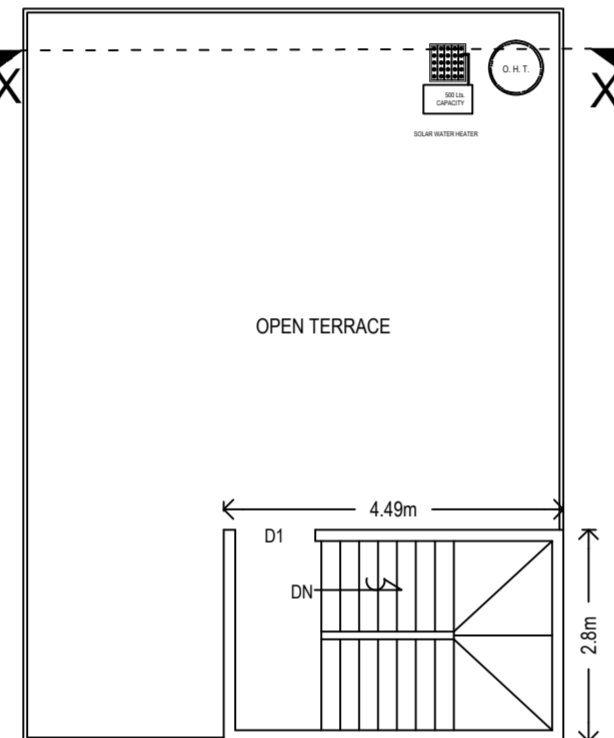 X
X
O. H. T.
500 Lts.
CAPACITY
SOLAR WATER HEATER
OPEN TERRACE
4.49m
D1
DN
2.8m